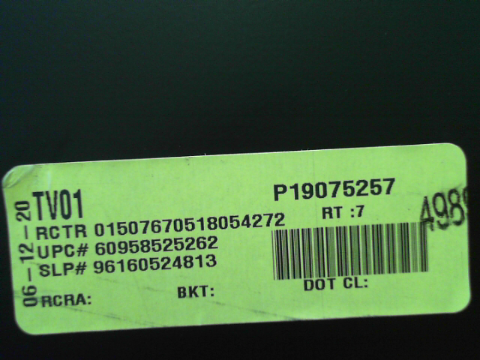 06-12-20
TV01
P19075257
RCTR 01507670518054272
RT :7
UPC# 60958525262
SLP# 96160524813
RCRA:
BKT:
DOT CL: